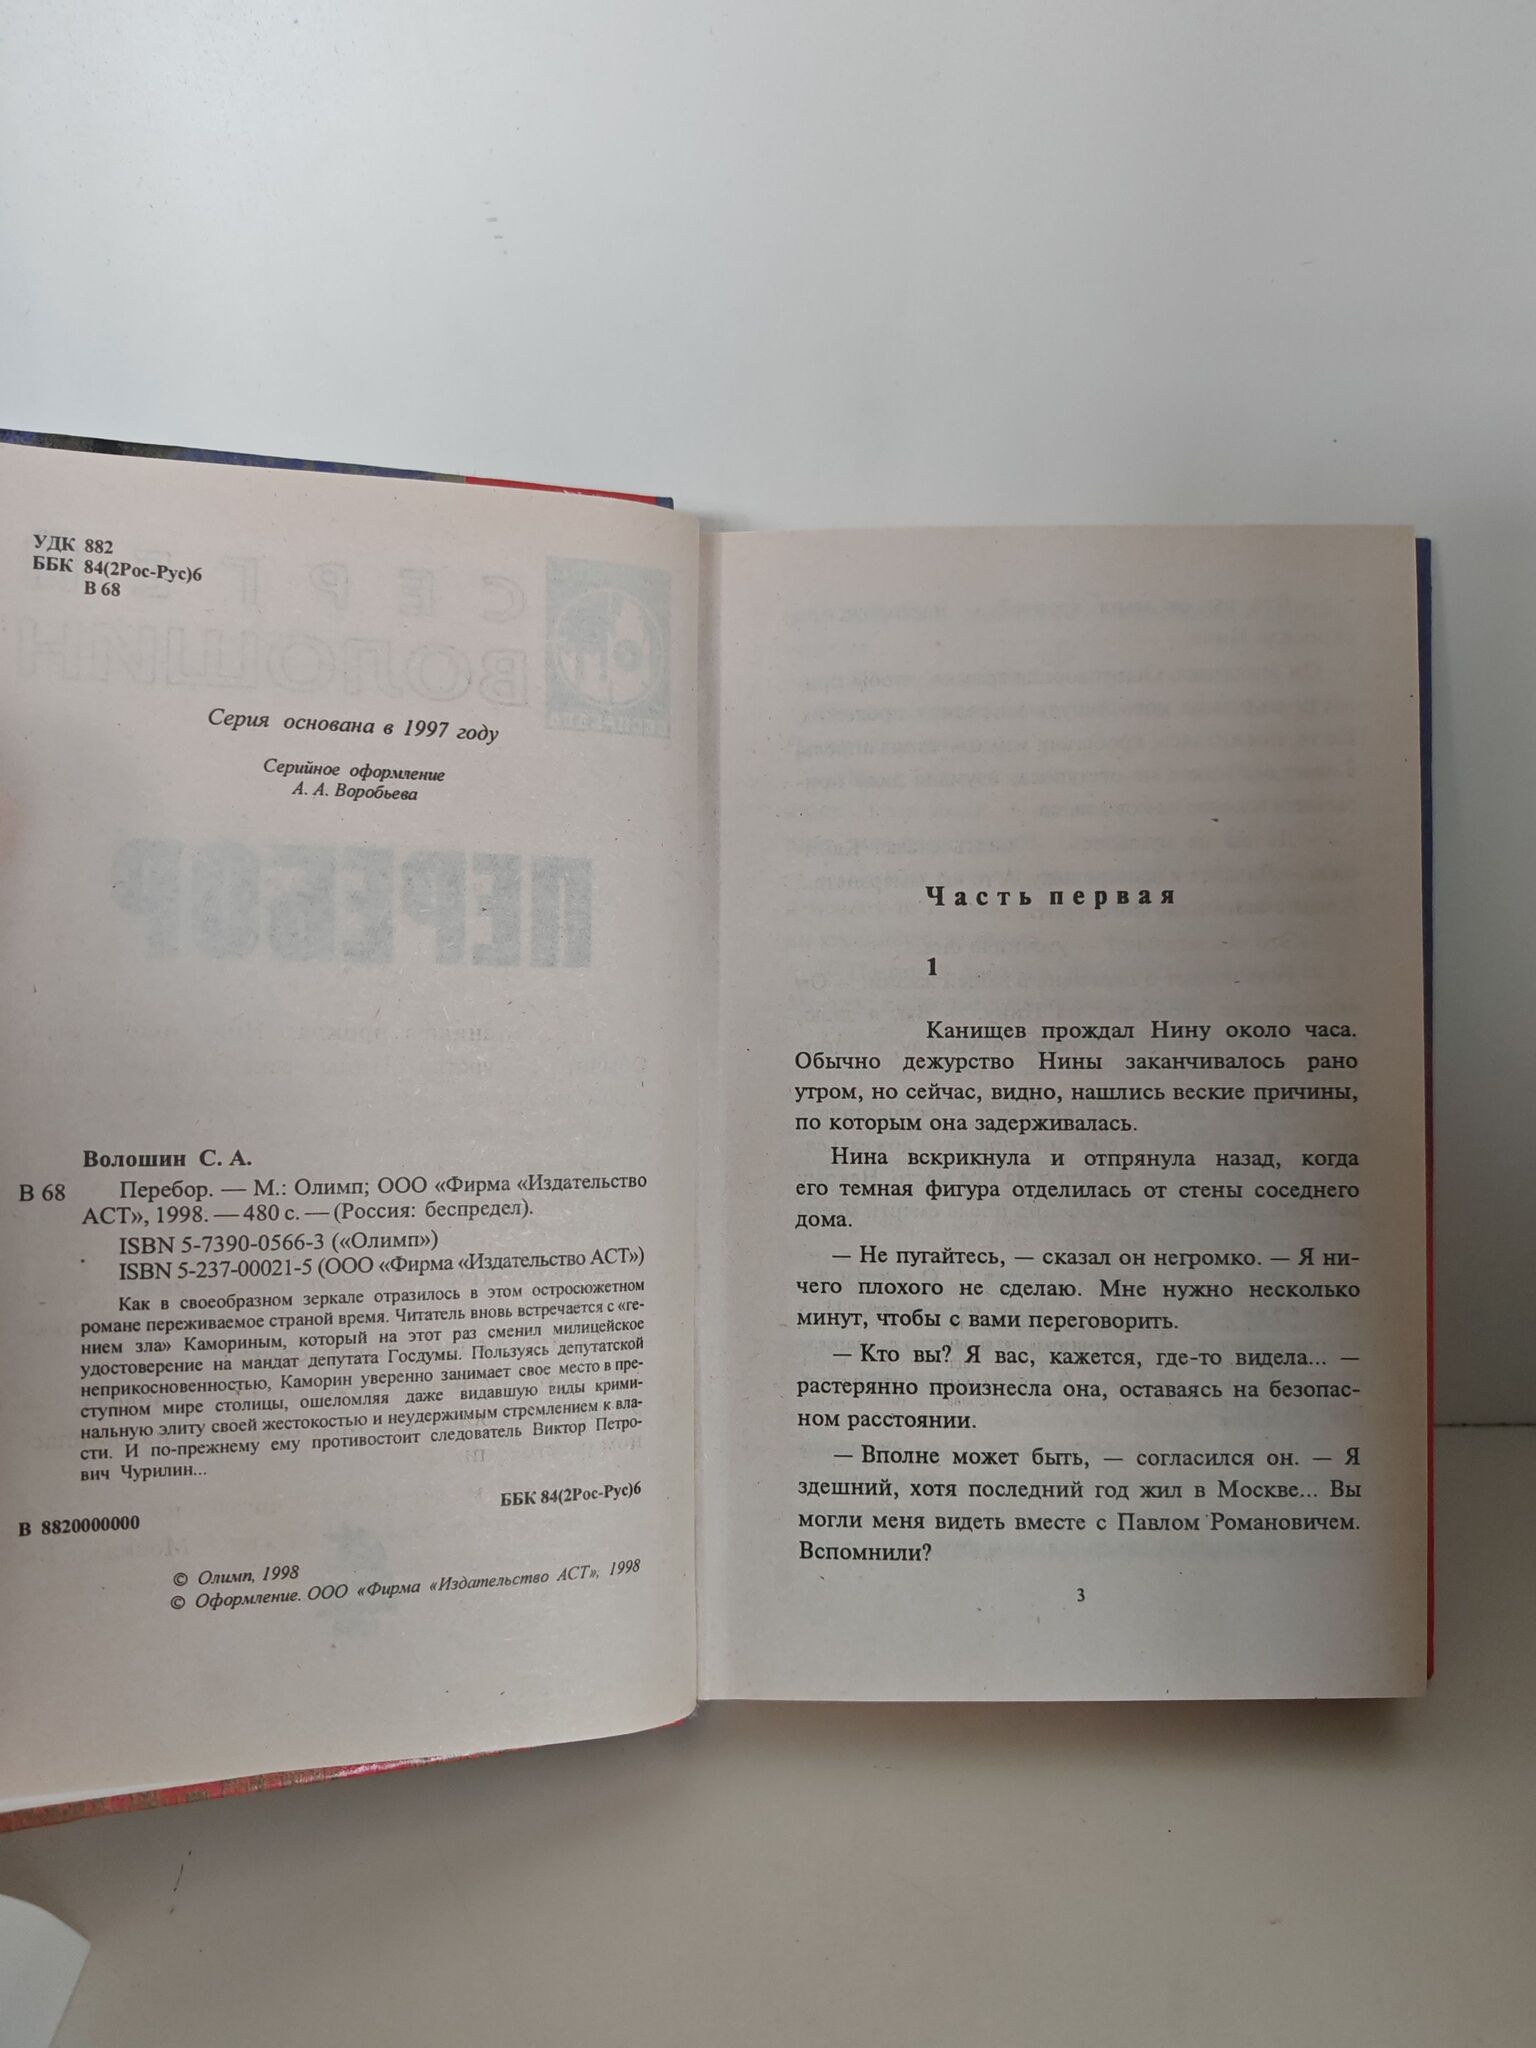 УДК 882
ББК 84(2Рос-Рус)6
В 68
Серия основана в 1997 году
Серийное оформление
А. А. Воробьева
Волошин С. А.
В 68 Перебор. — М.: Олимп; ООО «Фирма «Издательство
АСТ», 1998. — 480 с. — (Россия: беспредел).
ISBN 5-7390-0566-3 («Олимп»)
ISBN 5-237-00021-5 (ООО «Фирма «Издательство АСТ»)
Как в своеобразном зеркале отразилось в этом остросюжетном
романе переживаемое страной время. Читатель вновь встречается с «ге-
нием зла» Камориным, который на этот раз сменил милицейское
удостоверение на мандат депутата Госдумы. Пользуясь депутатской
неприкосновенностью, Каморин уверенно занимает свое место в пре-
ступном мире столицы, ошеломляя даже видавшую виды крими-
нальную элиту своей жестокостью и неудержимым стремлением к вла-
сти. И по-прежнему ему противостоит следователь Виктор Петро-
вич Чурилин...
ББК 84(2Рос-Рус)6
В 8820000000
© Олимп, 1998
© Оформление. ООО «Фирма «Издательство АСТ», 1998
Часть первая
1
Канищев прождал Нину около часа.
Обычно дежурство Нины заканчивалось рано
утром, но сейчас, видно, нашлись веские причины,
по которым она задерживалась.
Нина вскрикнула и отпрянула назад, когда
его темная фигура отделилась от стены соседнего
дома.
— Не пугайтесь, — сказал он негромко. — Я ни-
чего плохого не сделаю. Мне нужно несколько
минут, чтобы с вами переговорить.
— Кто вы? Я вас, кажется, где-то видела... —
растерянно произнесла она, оставаясь на безопас-
ном расстоянии.
— Вполне может быть, — согласился он. — Я
здешний, хотя последний год жил в Москве... Вы
могли меня видеть вместе с Павлом Романовичем.
Вспомнили?
3